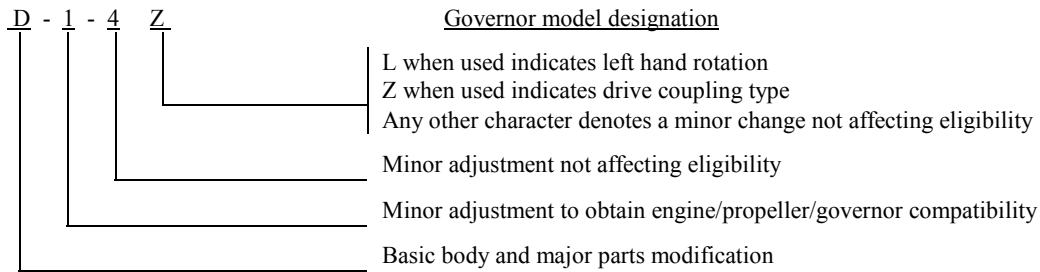 D - 1 - 4 Z Governor model designation
L when used indicates left hand rotation
Z when used indicates drive coupling type
Any other character denotes a minor change not affecting eligibility
Minor adjustment not affecting eligibility
Minor adjustment to obtain engine/propeller/governor compatibility
Basic body and major parts modification